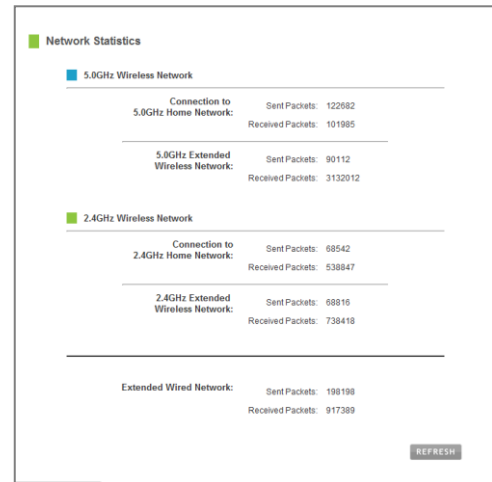 Network Statistics
5.0GHz Wireless Network
Connection to
5.0GHz Home Network:
Sent Packets: 122682
Received Packets: 101985
5.0GHz Extended
Wireless Network:
Sent Packets: 90112
Received Packets: 3132012
2.4GHz Wireless Network
Connection to
2.4GHz Home Network:
Sent Packets: 68542
Received Packets: 538847
2.4GHz Extended
Wireless Network:
Sent Packets: 68816
Received Packets: 738418
Extended Wired Network:
Sent Packets: 198198
Received Packets: 917389
REFRESH